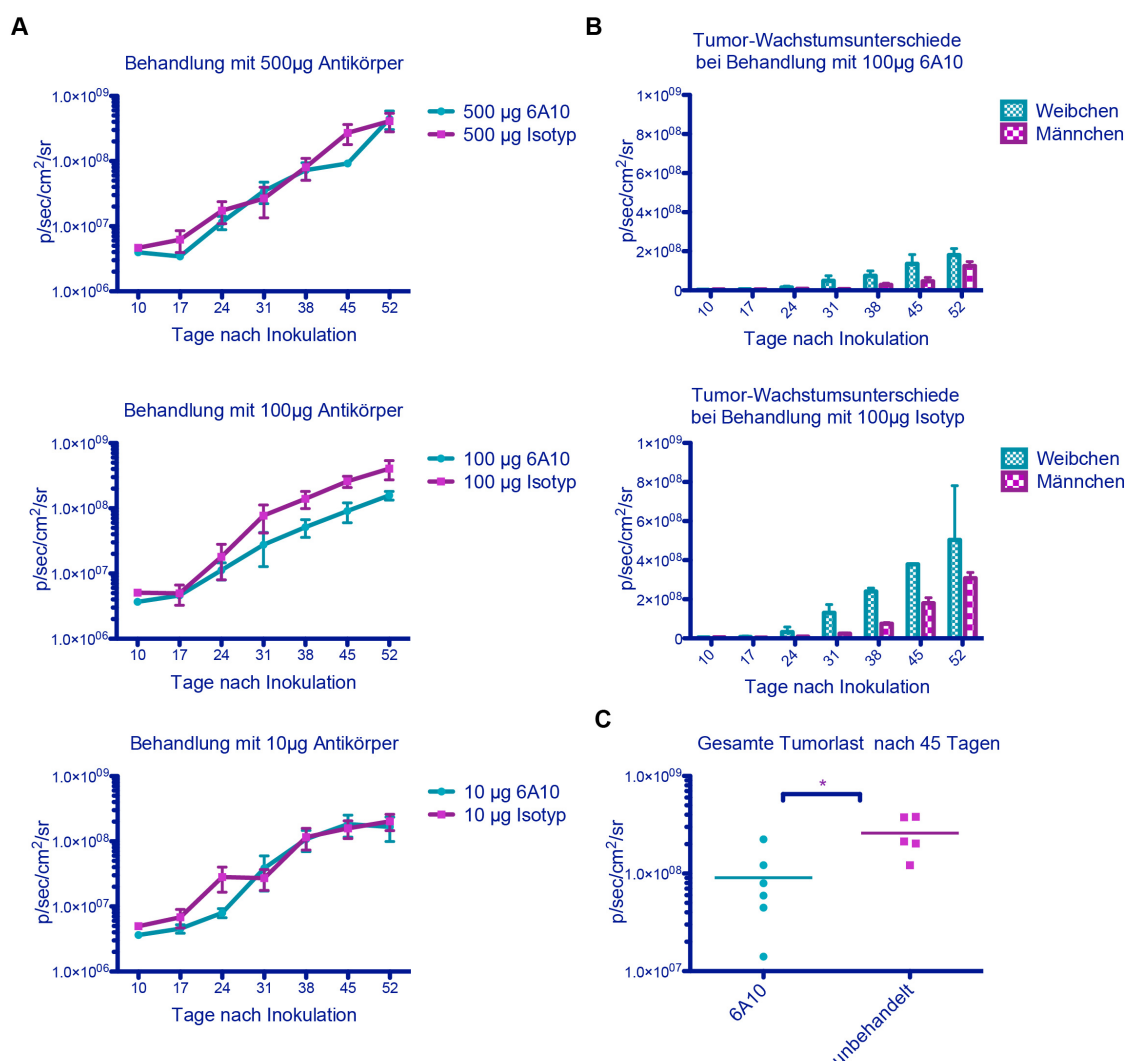 A
Behandlung mit 500µg Antikörper
1.0×10⁰⁹
1.0×10⁰⁸
1.0×10⁰⁷
1.0×10⁰⁶
p/sec/cm²/sr
10 17 24 31 38 45 52
Tage nach Inokulation
500 µg 6A10
500 µg Isotyp
Behandlung mit 100µg Antikörper
1.0×10⁰⁹
1.0×10⁰⁸
1.0×10⁰⁷
1.0×10⁰⁶
p/sec/cm²/sr
10 17 24 31 38 45 52
Tage nach Inokulation
100 µg 6A10
100 µg Isotyp
Behandlung mit 10µg Antikörper
1.0×10⁰⁹
1.0×10⁰⁸
1.0×10⁰⁷
1.0×10⁰⁶
p/sec/cm²/sr
10 17 24 31 38 45 52
Tage nach Inokulation
10 µg 6A10
10 µg Isotyp
B
Tumor-Wachstumsunterschiede
bei Behandlung mit 100µg 6A10
1×10⁰⁹
8×10⁰⁸
6×10⁰⁸
4×10⁰⁸
2×10⁰⁸
0
p/sec/cm²/sr
10 17 24 31 38 45 52
Tage nach Inokulation
Weibchen
Männchen
Tumor-Wachstumsunterschiede
bei Behandlung mit 100µg Isotyp
1×10⁰⁹
8×10⁰⁸
6×10⁰⁸
4×10⁰⁸
2×10⁰⁸
0
p/sec/cm²/sr
10 17 24 31 38 45 52
Tage nach Inokulation
Weibchen
Männchen
C
Gesamte Tumorlast nach 45 Tagen
1.0×10⁰⁹
1.0×10⁰⁸
1.0×10⁰⁷
p/sec/cm²/sr
*
6A10
unbehandelt